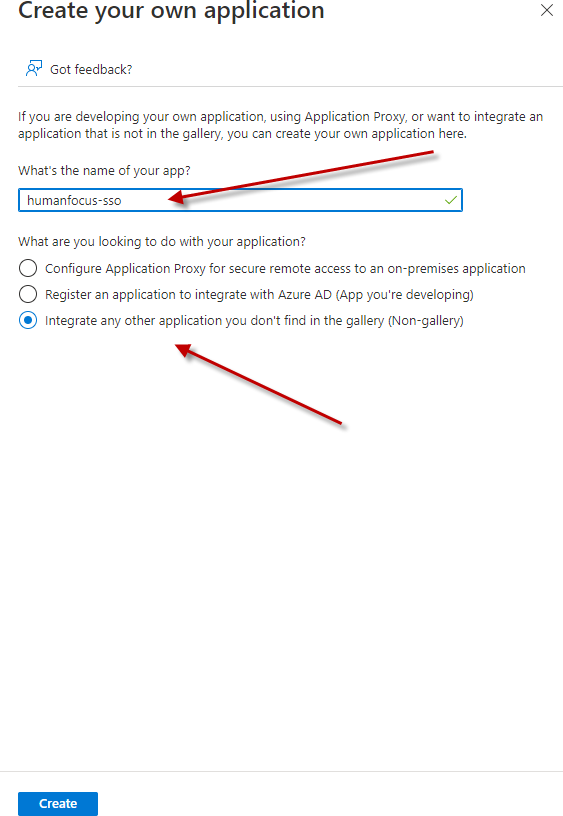 Create your own application
Got feedback?
If you are developing your own application, using Application Proxy, or want to integrate an
application that is not in the gallery, you can create your own application here.
What's the name of your app?
humanfocus-sso
What are you looking to do with your application?
Configure Application Proxy for secure remote access to an on-premises application
Register an application to integrate with Azure AD (App you're developing)
Integrate any other application you don't find in the gallery (Non-gallery)
Create